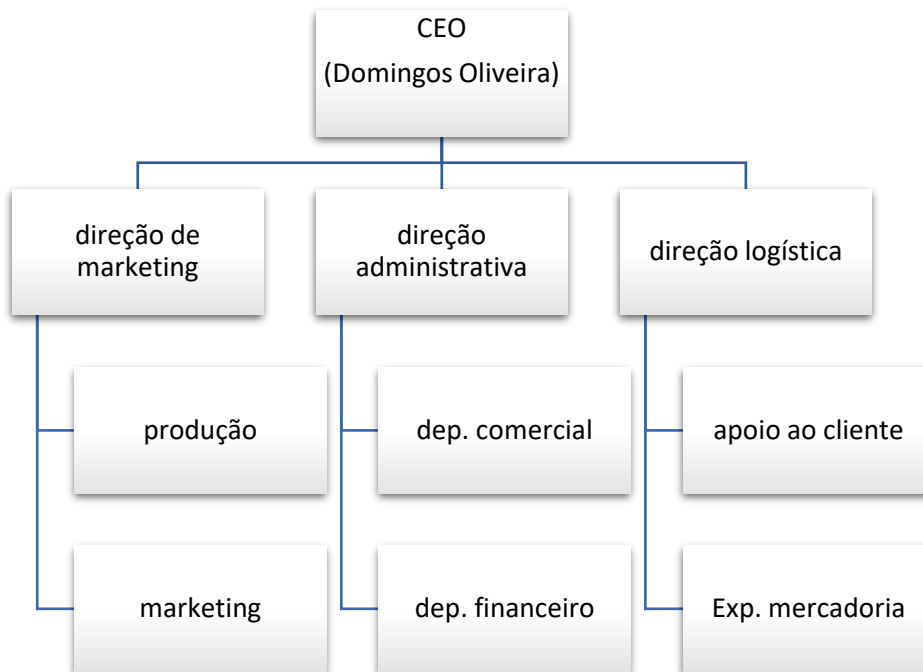 CEO
(Domingos Oliveira)
direção de
marketing
direção
administrativa
direção logística
produção
dep. comercial
apoio ao cliente
marketing
dep. financeiro
Exp. mercadoria